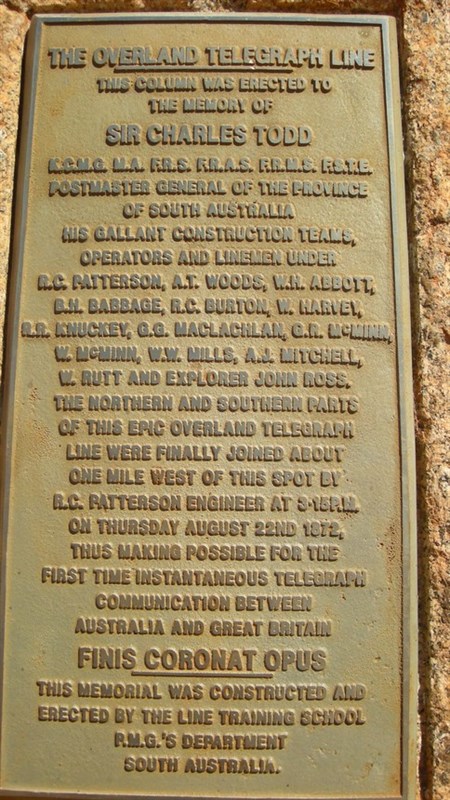 THE OVERLAND TELEGRAPH LINE
THIS COLUMN WAS ERECTED TO
THE MEMORY OF
SIR CHARLES TODD
K.C.M.G. M.A. F.R.S. F.R.A.S. F.R.M.S. F.S.T.E.
POSTMASTER GENERAL OF THE PROVINCE
OF SOUTH AUSTRALIA
HIS GALLANT CONSTRUCTION TEAMS,
OPERATORS AND LINEMEN UNDER
R.C. PATTERSON, A.T. WOODS, W.H. ABBOTT,
B.H. BABBAGE, R.C. BURTON, W. HARVEY,
R.R. KNUCKEY, G.G. MACLACHLAN, G.R. McMINN,
W. McMINN, W.W. MILLS, A.J. MITCHELL,
W. RUTT AND EXPLORER JOHN ROSS.
THE NORTHERN AND SOUTHERN PARTS
OF THIS EPIC OVERLAND TELEGRAPH
LINE WERE FINALLY JOINED ABOUT
ONE MILE WEST OF THIS SPOT BY
R.C. PATTERSON ENGINEER AT 3·15P.M.
ON THURSDAY AUGUST 22ND 1872,
THUS MAKING POSSIBLE FOR THE
FIRST TIME INSTANTANEOUS TELEGRAPH
COMMUNICATION BETWEEN
AUSTRALIA AND GREAT BRITAIN
FINIS CORONAT OPUS
THIS MEMORIAL WAS CONSTRUCTED AND
ERECTED BY THE LINE TRAINING SCHOOL
P.M.G.'S DEPARTMENT
SOUTH AUSTRALIA.